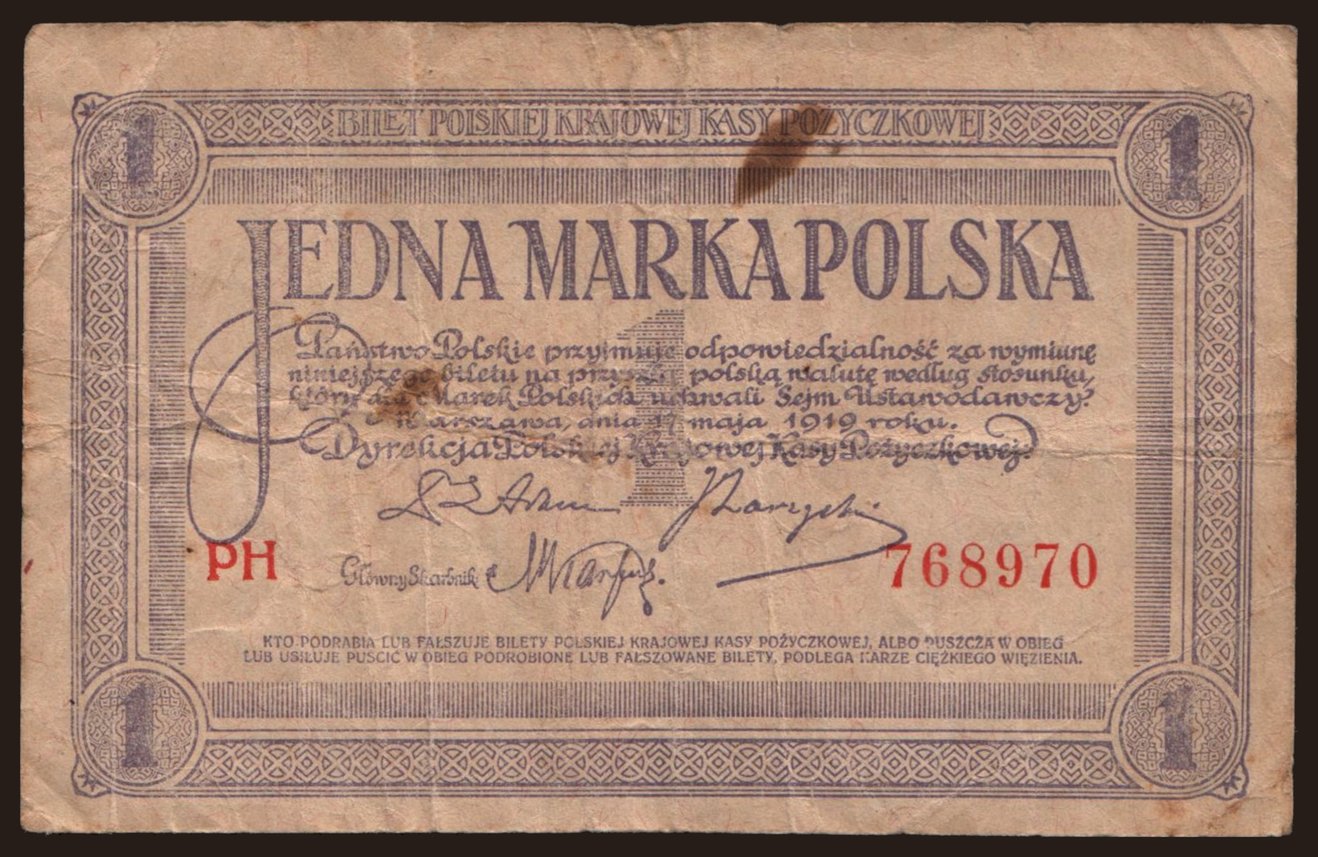 1
1
BILET POLSKIEJ KRAJOWEJ KASY POŻYCZKOWEJ
JEDNA MARKA POLSKA
1
Państwo Polskie przyjmuje odpowiedzialność za wymianę
niniejszego biletu na przyszłą polską walutę według stosunku,
który dla Marek Polskich uchwali Sejm Ustawodawczy.
Warszawa, dnia 17 maja 1919 roku.
Dyrekcja Polskiej Krajowej Kasy Pożyczkowej
PH
Główny Skarbnik
768970
KTO PODRABIA LUB FAŁSZUJE BILETY POLSKIEJ KRAJOWEJ KASY POŻYCZKOWEJ, ALBO PUSZCZA W OBIEG
LUB USIŁUJE PUŚCIĆ W OBIEG PODROBIONE LUB FAŁSZOWANE BILETY, PODLEGA KARZE CIĘŻKIEGO WIĘZIENIA.
1
1